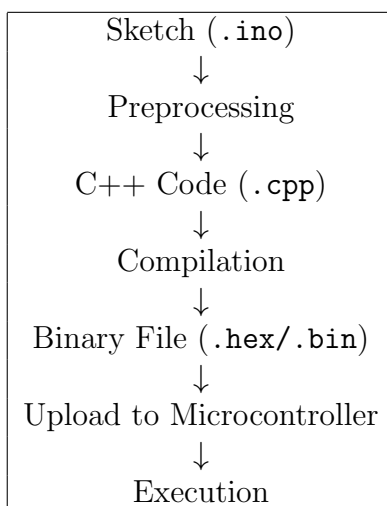 Sketch (.ino)
↓
Preprocessing
↓
C++ Code (.cpp)
↓
Compilation
↓
Binary File (.hex/.bin)
↓
Upload to Microcontroller
↓
Execution